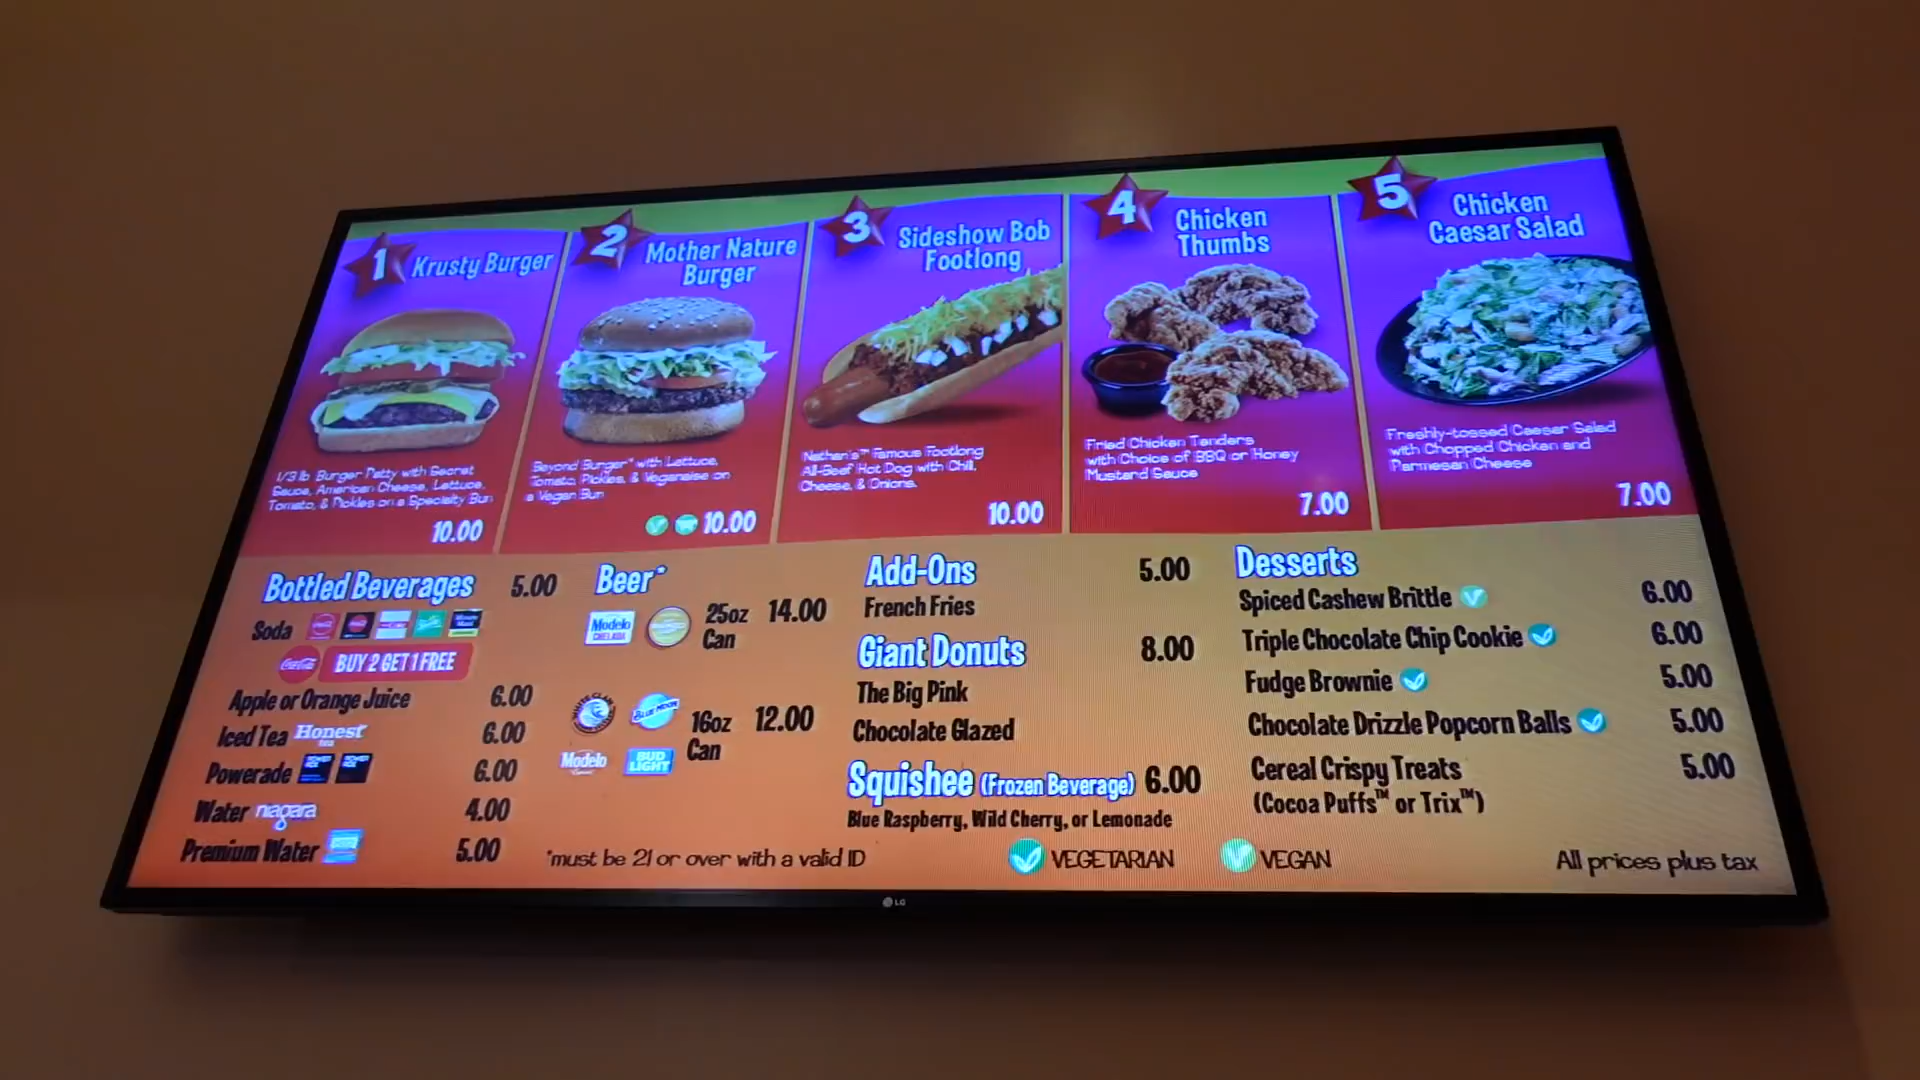 1 Krusty Burger
1/3 lb Burger Patty with Secret
Sauce, American Cheese, Lettuce,
Tomato, & Pickles on a Specialty Bun
10.00
2 Mother Nature
Burger
Beyond Burger* with Lettuce,
Tomato, Pickles, & Veganaise on
a Vegan Bun
10.00
3 Sideshow Bob
Footlong
Nathan's™ Famous Footlong
All-Beef Hot Dog with Chili,
Cheese, & Onions.
10.00
4 Chicken
Thumbs
Fried Chicken Tenders
with Choice of BBQ or Honey
Mustard Sauce
7.00
5 Chicken
Caesar Salad
Freshly-tossed Caesar Salad
with Chopped Chicken and
Parmesan Cheese
7.00
Bottled Beverages 5.00
Soda
Coca-Cola BUY 2 GET 1 FREE
Apple or Orange Juice 6.00
Iced Tea Honest tea 6.00
Powerade 6.00
Water niagara 4.00
Premium Water 5.00
Beer*
Modelo
CHELADA
25oz 14.00
Can
BLUE MOON
16oz 12.00
Can
Modelo
BUD
LIGHT
*must be 21 or over with a valid ID
Add-Ons 5.00
French Fries
Giant Donuts 8.00
The Big Pink
Chocolate Glazed
Squishee (Frozen Beverage) 6.00
Blue Raspberry, Wild Cherry, or Lemonade
Desserts
Spiced Cashew Brittle 6.00
Triple Chocolate Chip Cookie 6.00
Fudge Brownie 5.00
Chocolate Drizzle Popcorn Balls 5.00
Cereal Crispy Treats 5.00
(Cocoa Puffs™ or Trix™)
VEGETARIAN VEGAN
All prices plus tax
LG